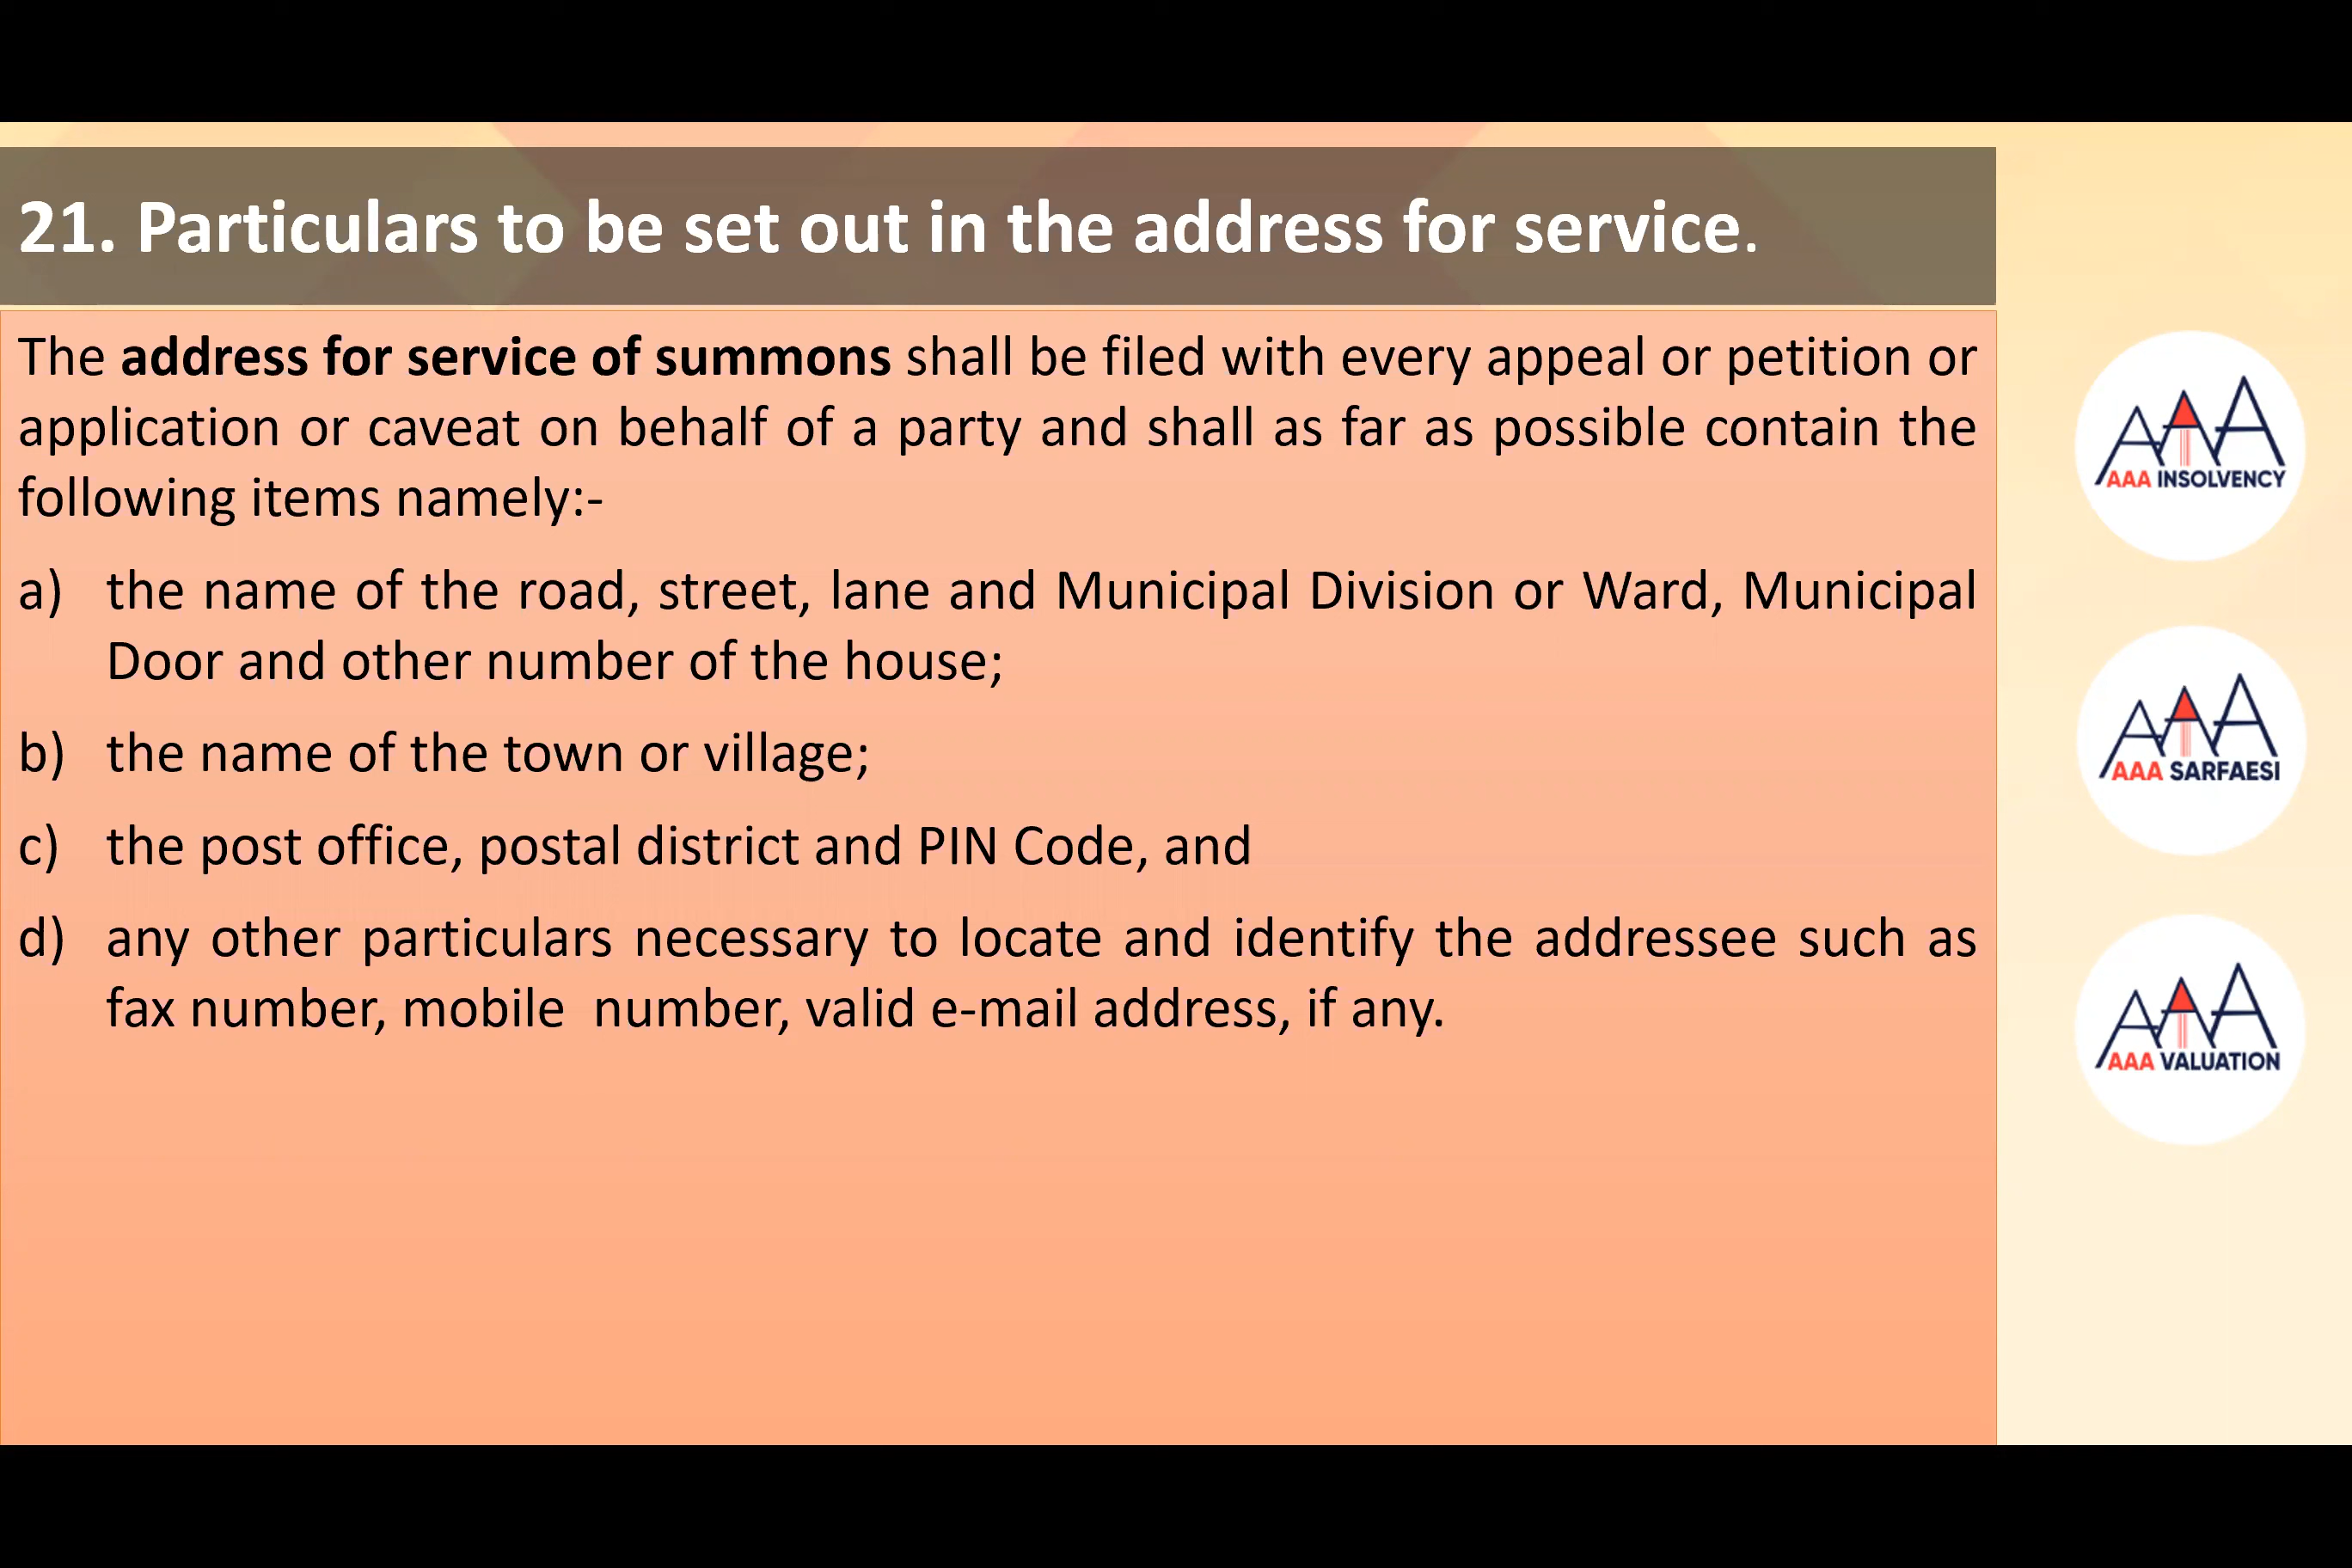 21. Particulars to be set out in the address for service.
The address for service of summons shall be filed with every appeal or petition or
application or caveat on behalf of a party and shall as far as possible contain the
following items namely:-
a) the name of the road, street, lane and Municipal Division or Ward, Municipal
Door and other number of the house;
b) the name of the town or village;
c) the post office, postal district and PIN Code, and
d) any other particulars necessary to locate and identify the addressee such as
fax number, mobile  number, valid e-mail address, if any.
AAA
AAA INSOLVENCY
AAA
AAA SARFAESI
AAA
AAA VALUATION